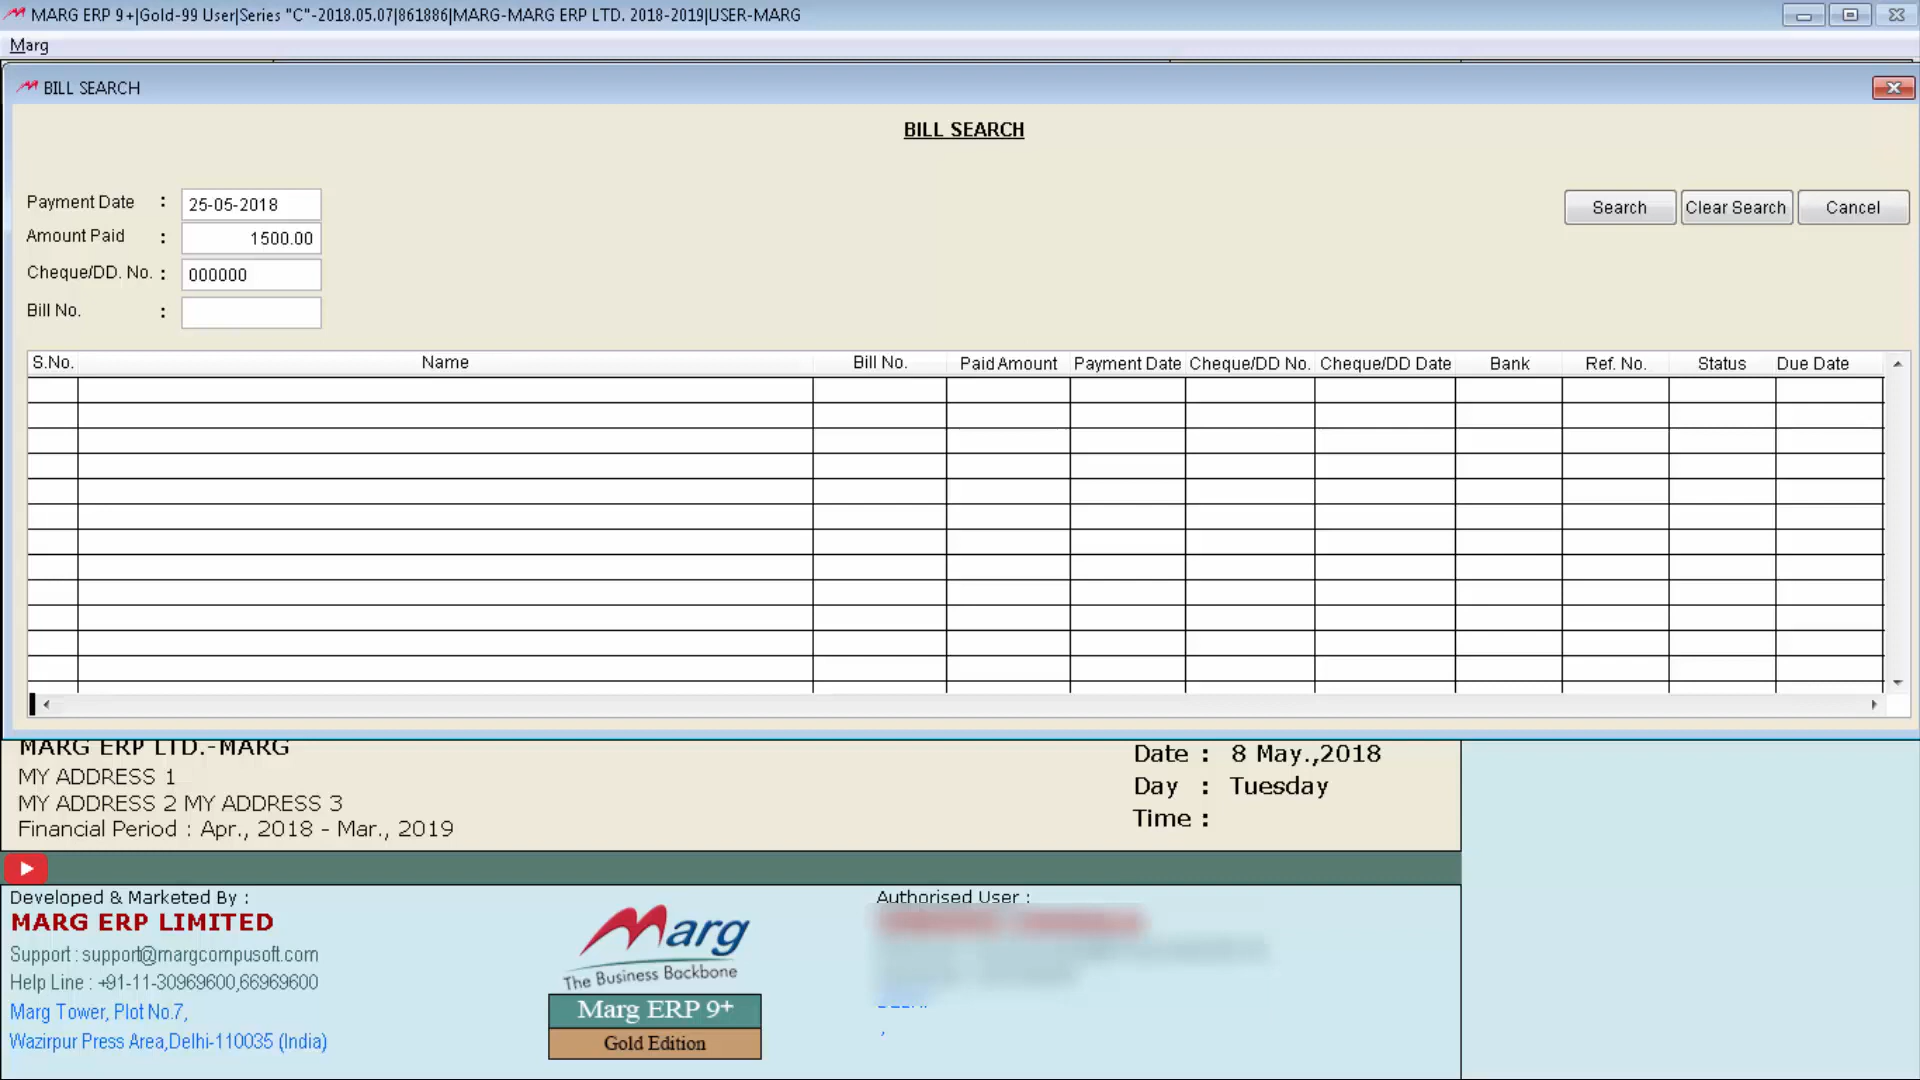 MARG ERP 9+|Gold-99 User|Series "C"-2018.05.07|861886|MARG-MARG ERP LTD. 2018-2019|USER-MARG
Marg
BILL SEARCH
BILL SEARCH
Payment Date : 25-05-2018
Search Clear Search Cancel
Amount Paid : 1500.00
Cheque/DD. No. : 000000
Bill No. :
S.No. Name Bill No. Paid Amount Payment Date Cheque/DD No. Cheque/DD Date Bank Ref. No. Status Due Date
MARG ERP LTD.-MARG
MY ADDRESS 1
MY ADDRESS 2 MY ADDRESS 3
Financial Period : Apr., 2018 - Mar., 2019
Date : 8 May.,2018
Day : Tuesday
Time :
Developed & Marketed By :
MARG ERP LIMITED
Support : support@margcompusoft.com
Help Line : +91-11-30969600,66969600
Marg Tower, Plot No.7,
Wazirpur Press Area,Delhi-110035 (India)
Marg
The Business Backbone
Marg ERP 9+
Gold Edition
Authorised User :
,